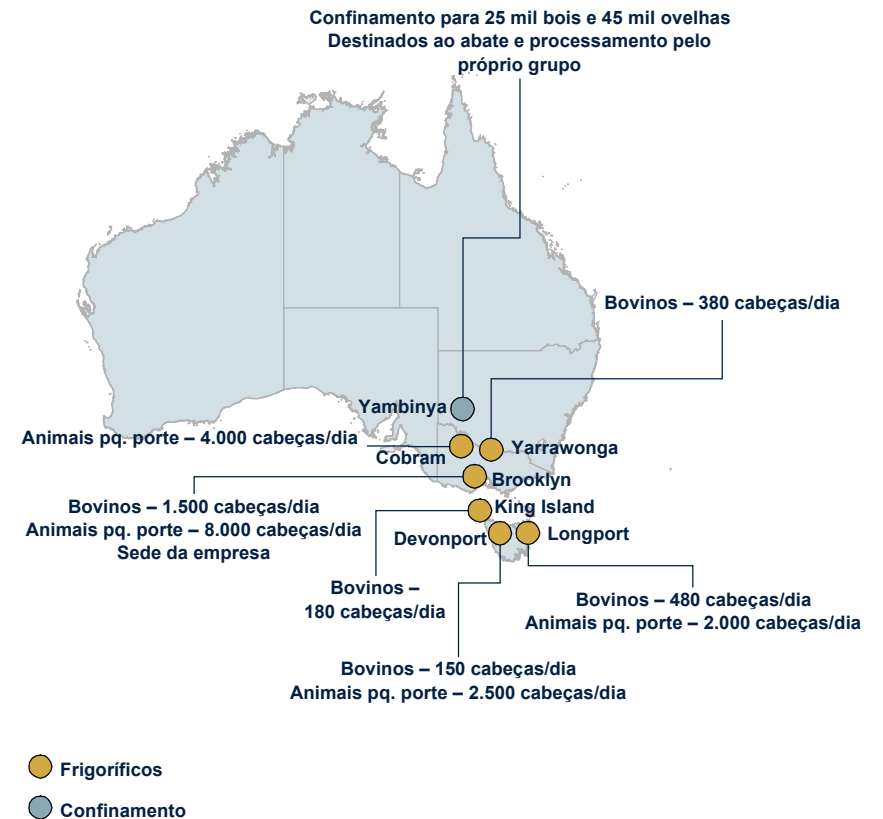 Confinamento para 25 mil bois e 45 mil ovelhas
Destinados ao abate e processamento pelo
próprio grupo
Bovinos – 380 cabeças/dia
Yambinya
Animais pq. porte – 4.000 cabeças/dia
Cobram
Yarrawonga
Brooklyn
Bovinos – 1.500 cabeças/dia
Animais pq. porte – 8.000 cabeças/dia
Sede da empresa
King Island
Devonport
Longport
Bovinos –
180 cabeças/dia
Bovinos – 480 cabeças/dia
Animais pq. porte – 2.000 cabeças/dia
Bovinos – 150 cabeças/dia
Animais pq. porte – 2.500 cabeças/dia
Frigoríficos
Confinamento